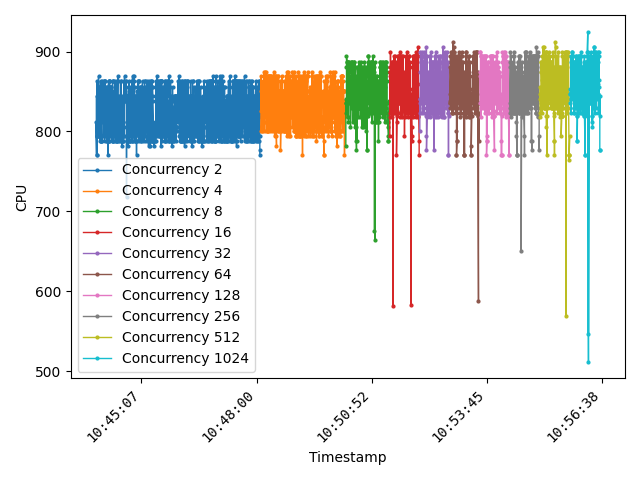 900
800
700
600
500
CPU
Concurrency 2
Concurrency 4
Concurrency 8
Concurrency 16
Concurrency 32
Concurrency 64
Concurrency 128
Concurrency 256
Concurrency 512
Concurrency 1024
10:45:07
10:48:00
10:50:52
10:53:45
10:56:38
Timestamp